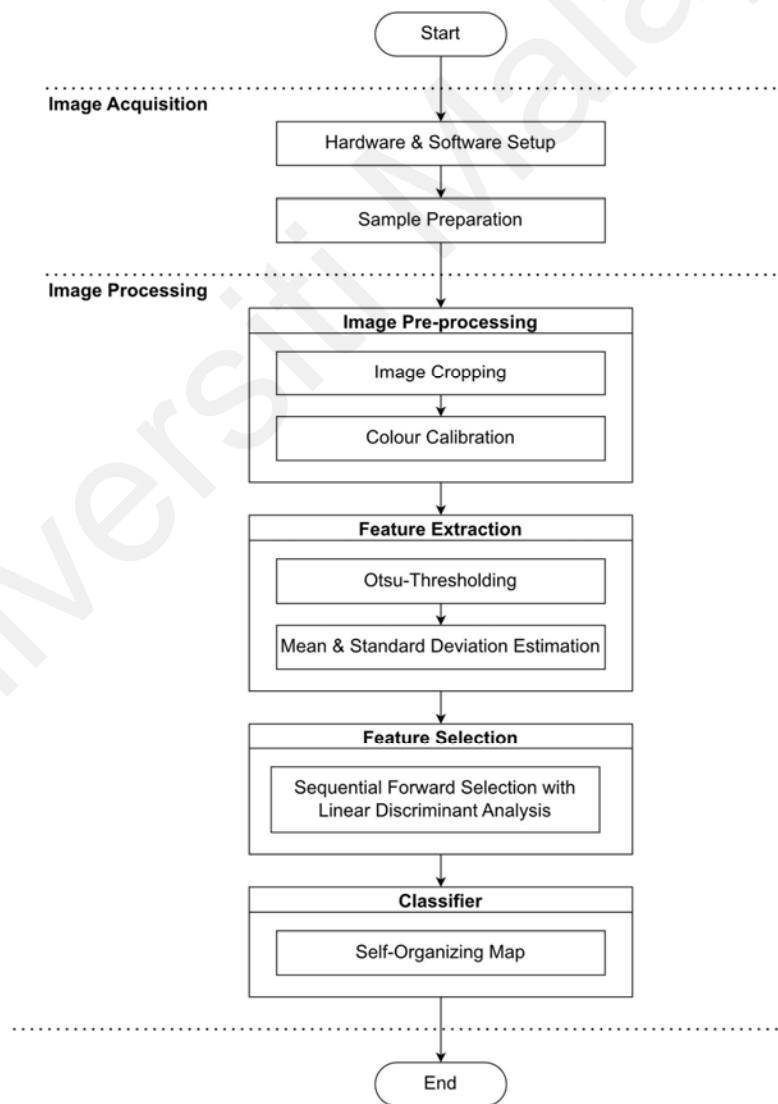 Start
Image Acquisition
Hardware & Software Setup
Sample Preparation
Image Processing
Image Pre-processing
Image Cropping
Colour Calibration
Feature Extraction
Otsu-Thresholding
Mean & Standard Deviation Estimation
Feature Selection
Sequential Forward Selection with
Linear Discriminant Analysis
Classifier
Self-Organizing Map
End